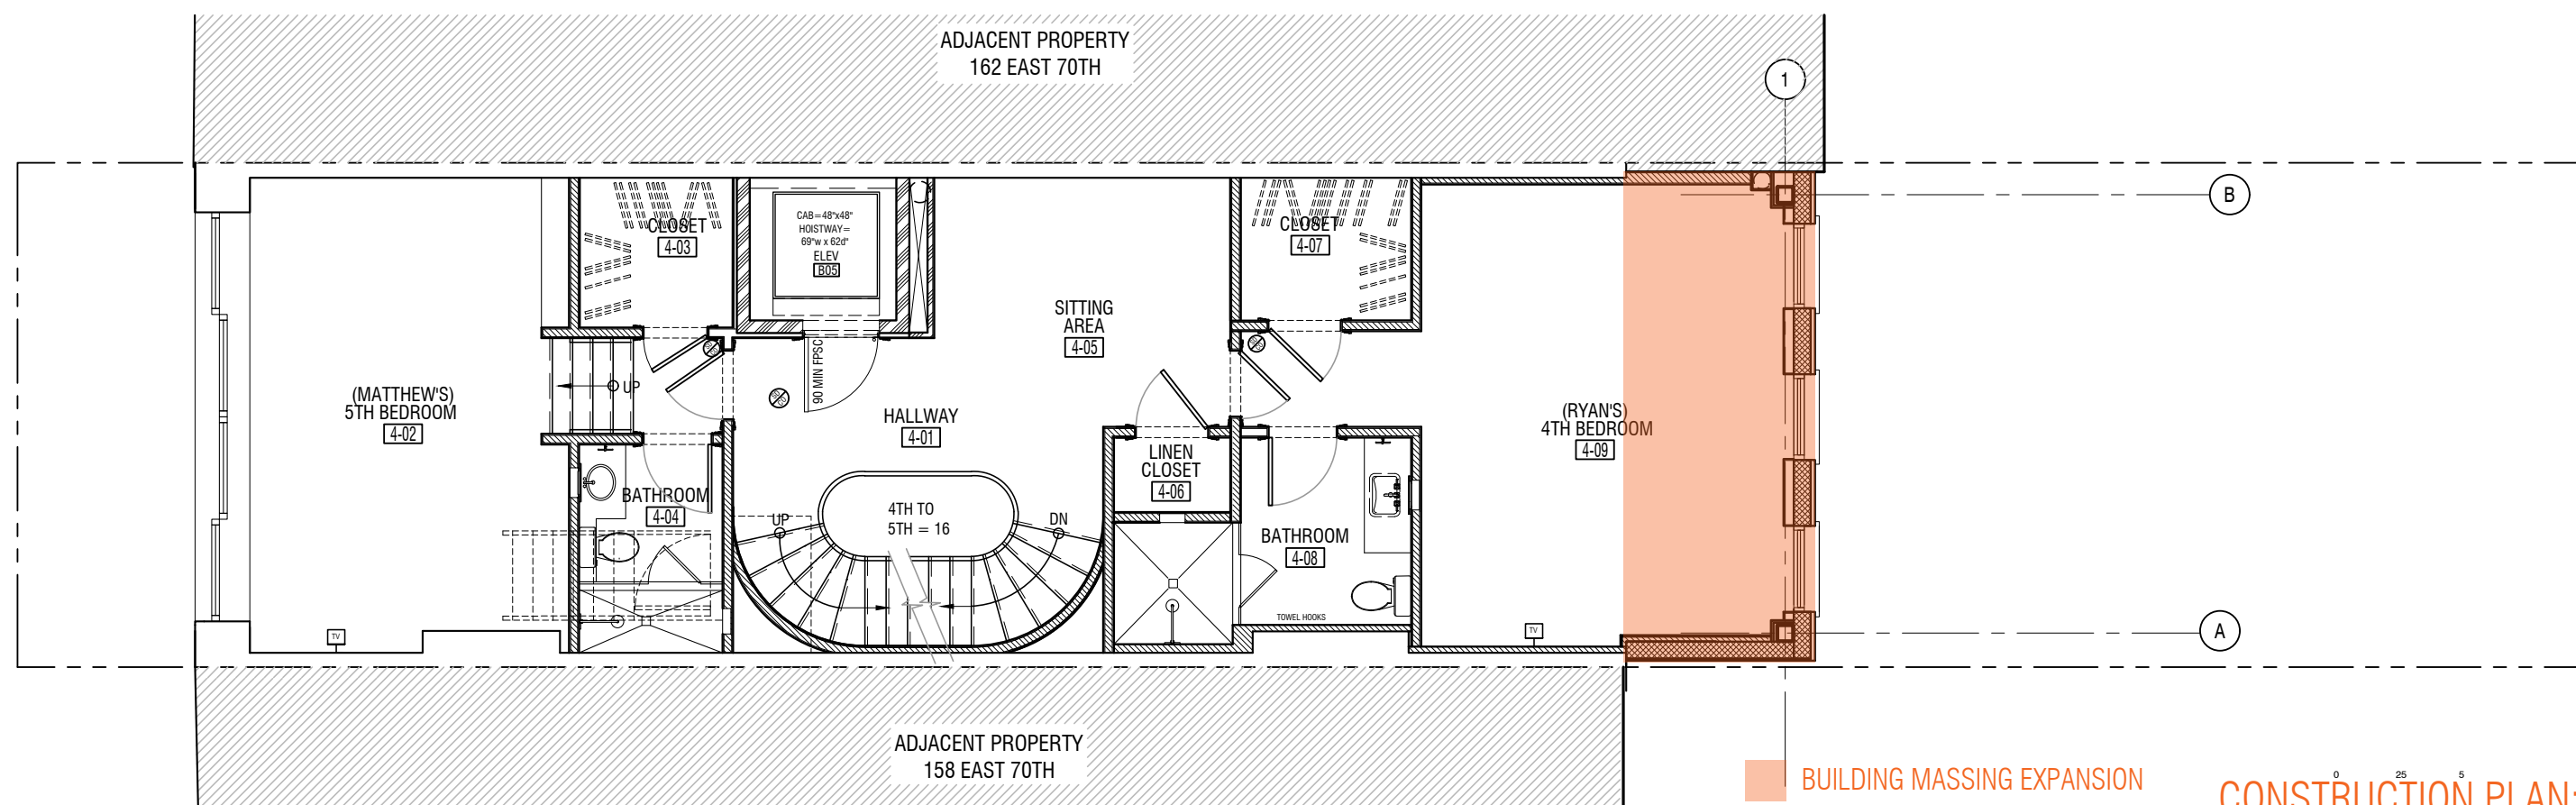 ADJACENT PROPERTY
162 EAST 70TH
1
B
CLOSET
4-03
CAB=48"x48"
HOISTWAY=
69"w x 62d"
ELEV
B05
CLOSET
4-07
SITTING
AREA
4-05
90 MIN FPSC
UP
(MATTHEW'S)
5TH BEDROOM
4-02
HALLWAY
4-01
(RYAN'S)
4TH BEDROOM
4-09
LINEN
CLOSET
4-06
BATHROOM
4-04
UP
4TH TO
5TH = 16
DN
BATHROOM
4-08
TOWEL HOOKS
TV
TV
A
ADJACENT PROPERTY
158 EAST 70TH
BUILDING MASSING EXPANSION
0 25 5
CONSTRUCTION PLAN: